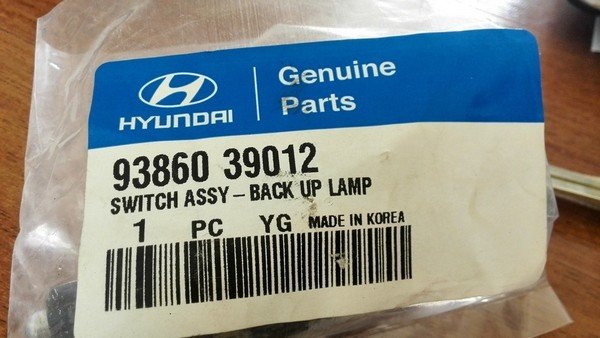 HYUNDAI
Genuine
Parts
93860 39012
SWITCH ASSY - BACK UP LAMP
1 PC YG MADE IN KOREA